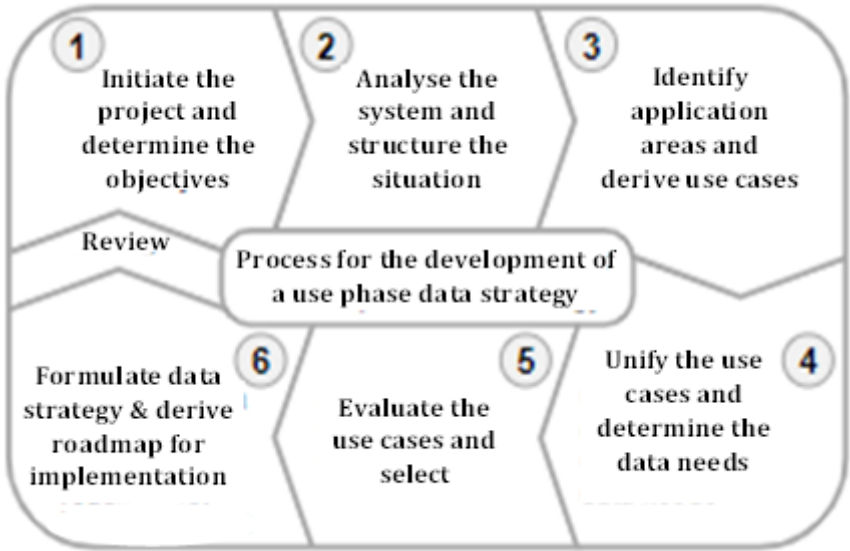 1
Initiate the
project and
determine the
objectives
2
Analyse the
system and
structure the
situation
3
Identify
application
areas and
derive use cases
Review
Process for the development of
a use phase data strategy
6
Formulate data
strategy & derive
roadmap for
implementation
5
Evaluate the
use cases and
select
4
Unify the use
cases and
determine the
data needs